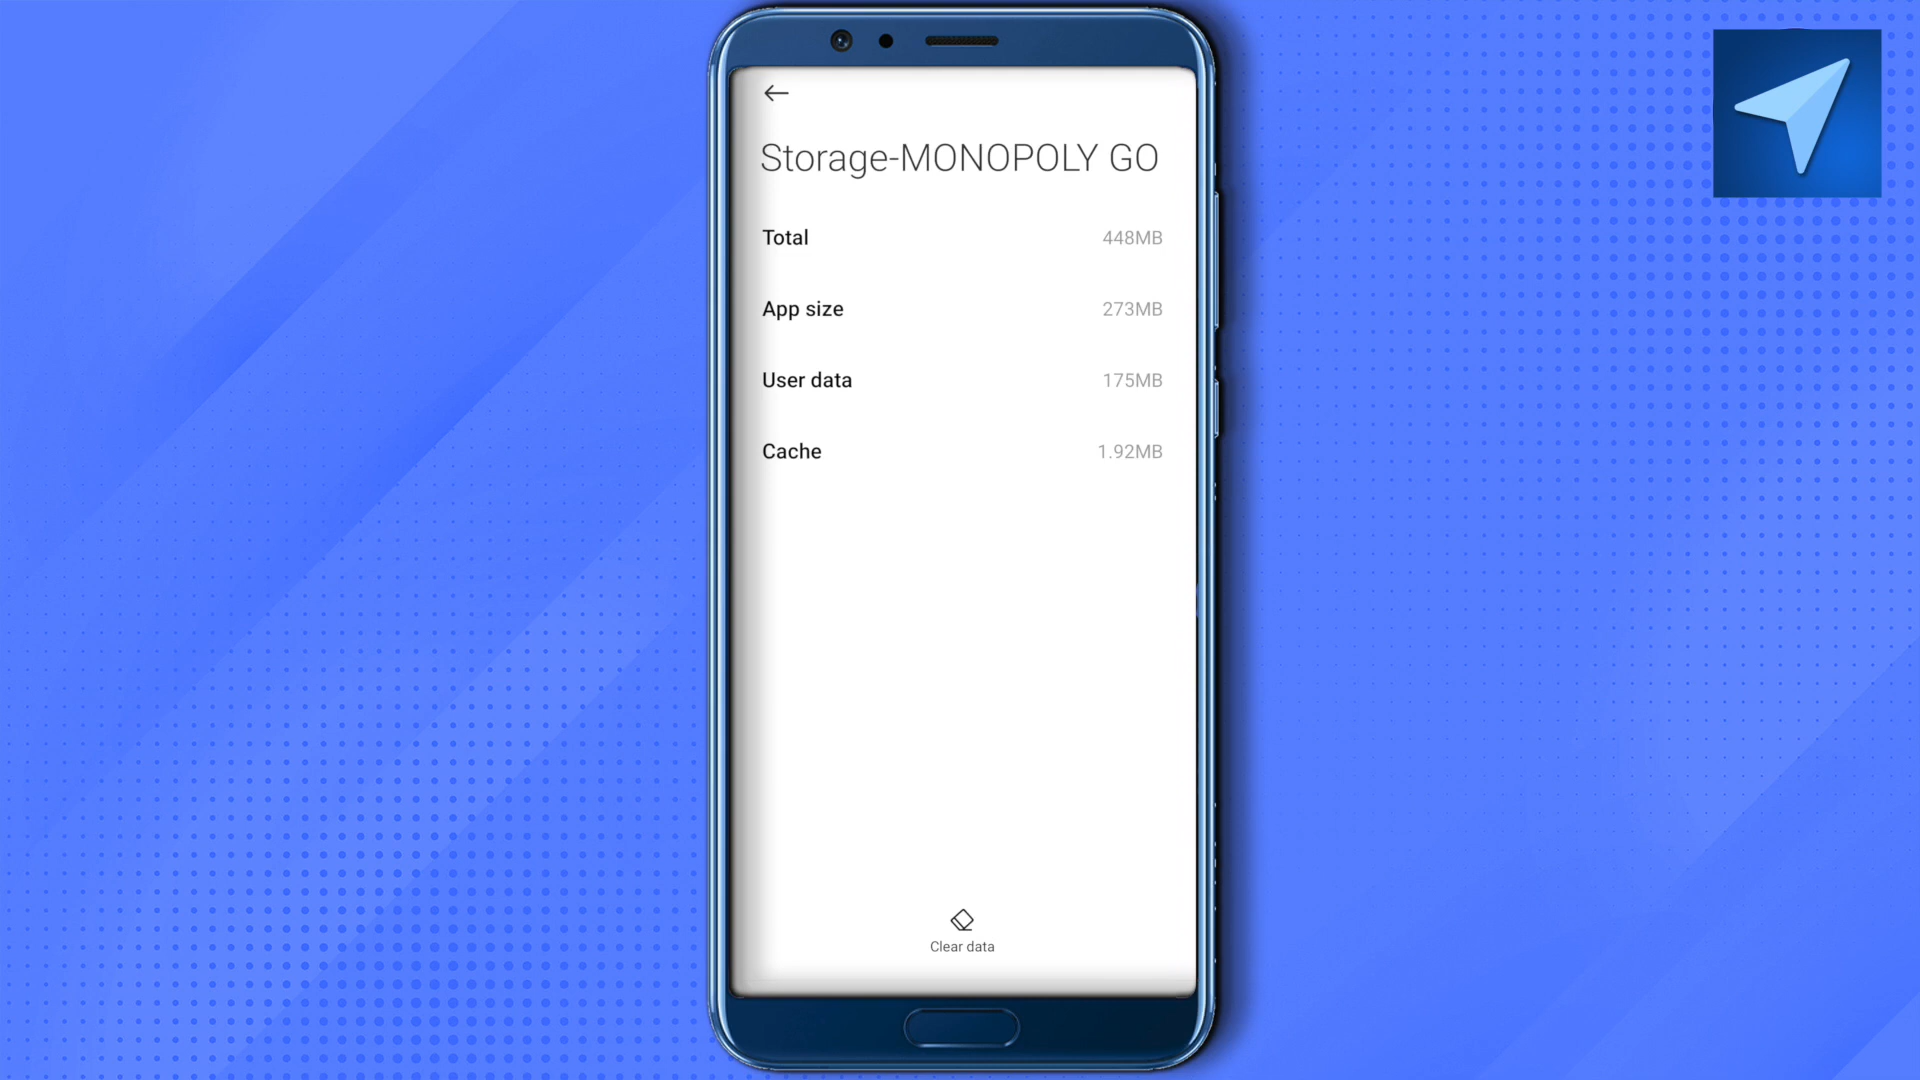 Storage-MONOPOLY GO
Total 448MB
App size 273MB
User data 175MB
Cache 1.92MB
Clear data